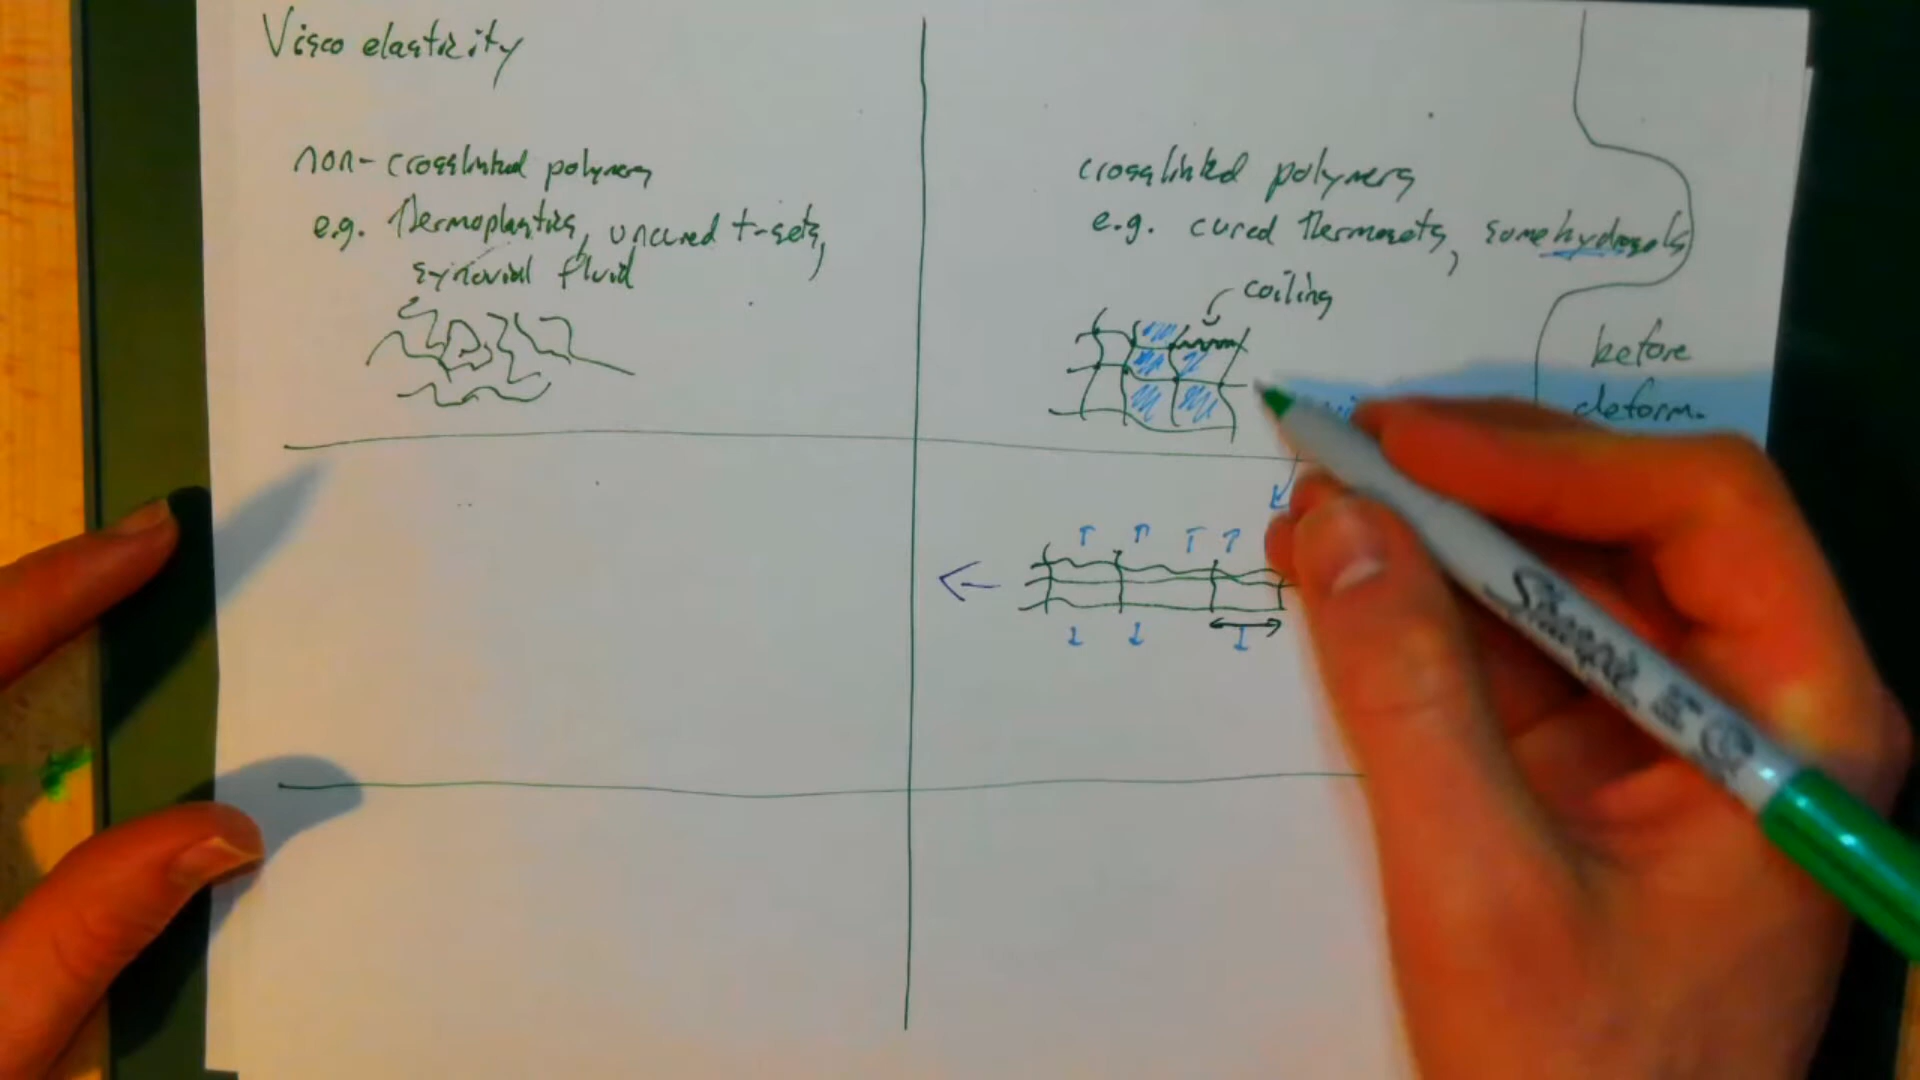 Visco elasticity
non-crosslinked polymers
e.g. thermoplastics, uncured t-sets,
synovial fluid
crosslinked polymers
e.g. cured thermosets, some hydrogels
coiling
before
deform.
Sharpie